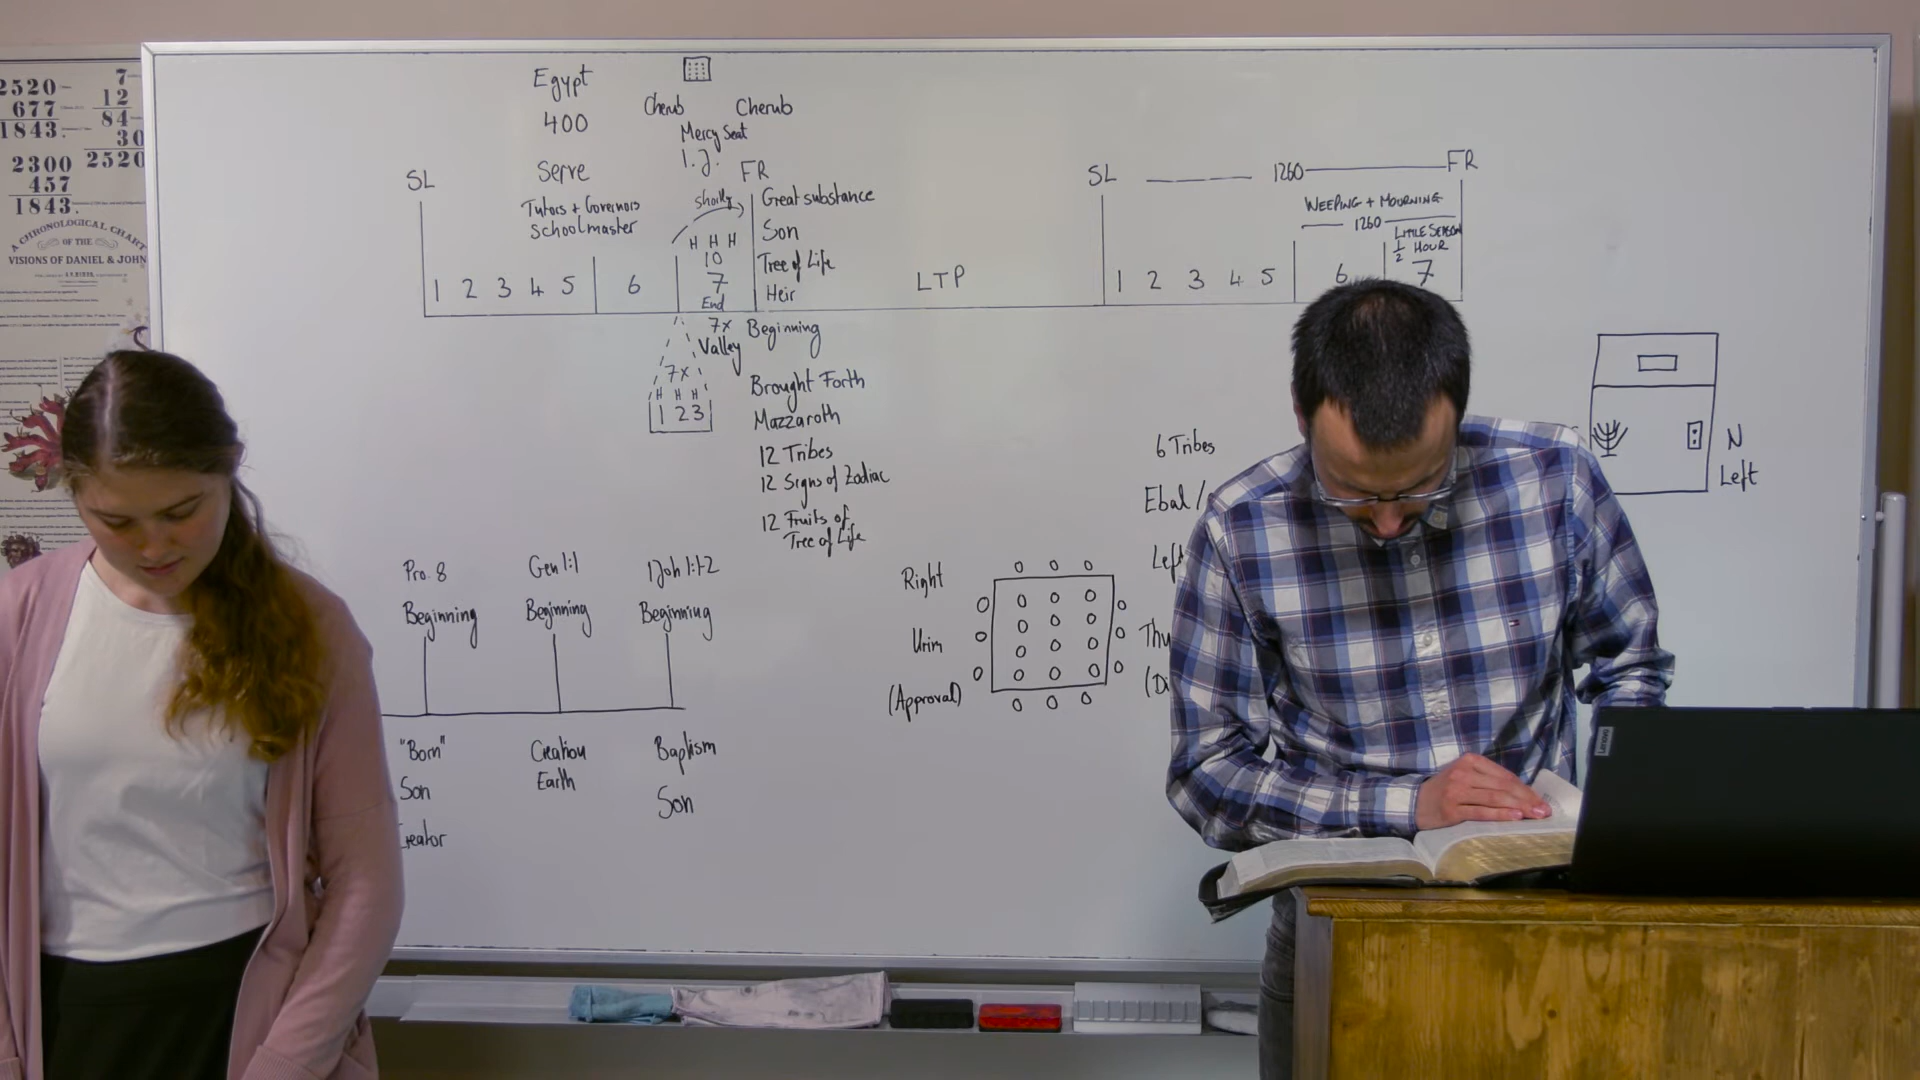 2520
677
1843.
2300
457
1843.
7
12
84
30
2520
A CHRONOLOGICAL CHART
OF THE
VISIONS OF DANIEL & JOHN
Egypt
400
Serve
Tutors + Governors
Schoolmaster
Cherub Cherub
Mercy Seat
I. J.
SL
FR
shortly
H H H
10
7
End
1 2 3 4 5 6
Great substance
Son
Tree of Life
Heir
7x
Valley
7x
H H H
1 2 3
Beginning
Brought Forth
Mazzaroth
12 Tribes
12 Signs of Zodiac
12 Fruits of
Tree of Life
LTP
SL 1260 FR
WEEPING + MOURNING
1260
LITTLE SEASON
1/2 HOUR
1 2 3 4 5 6 7
N
Left
6 Tribes
Ebal /
Left
Thu
(Di
Right
Urim
(Approval)
Pro. 8
Beginning
"Born"
Son
Creator
Gen 1:1
Beginning
Creation
Earth
1 Joh 1:1-2
Beginning
Baptism
Son
Lenovo